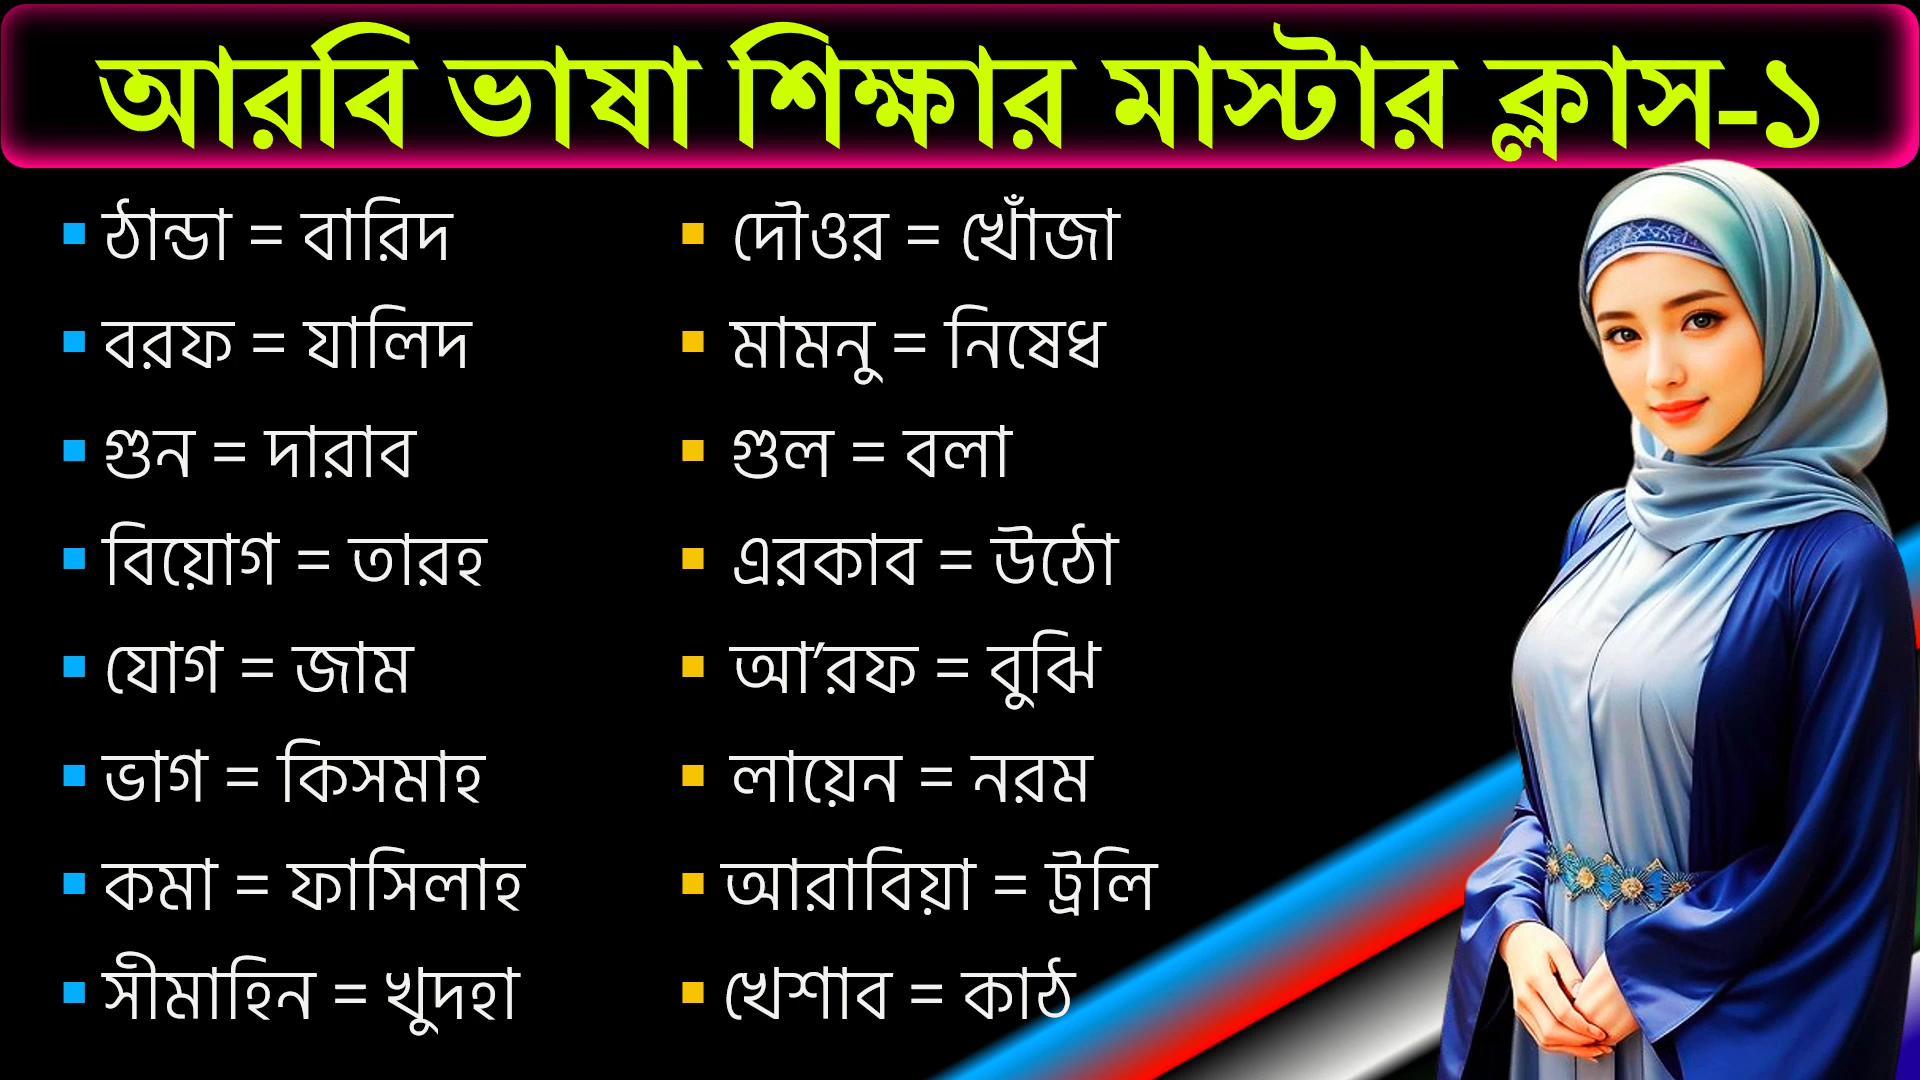 আরবি ভাষা শিক্ষার মাস্টার ক্লাস-১
ঠান্ডা = বারিদ
বরফ = যালিদ
গুন = দারাব
বিয়োগ = তারহ
যোগ = জাম
ভাগ = কিসমাহ
কমা = ফাসিলাহ
সীমাহিন = খুদহা
দৌওর = খোঁজা
মামনু = নিষেধ
গুল = বলা
এরকাব = উঠো
আ’রফ = বুঝি
লায়েন = নরম
আরাবিয়া = ট্রলি
খেশাব = কাঠ